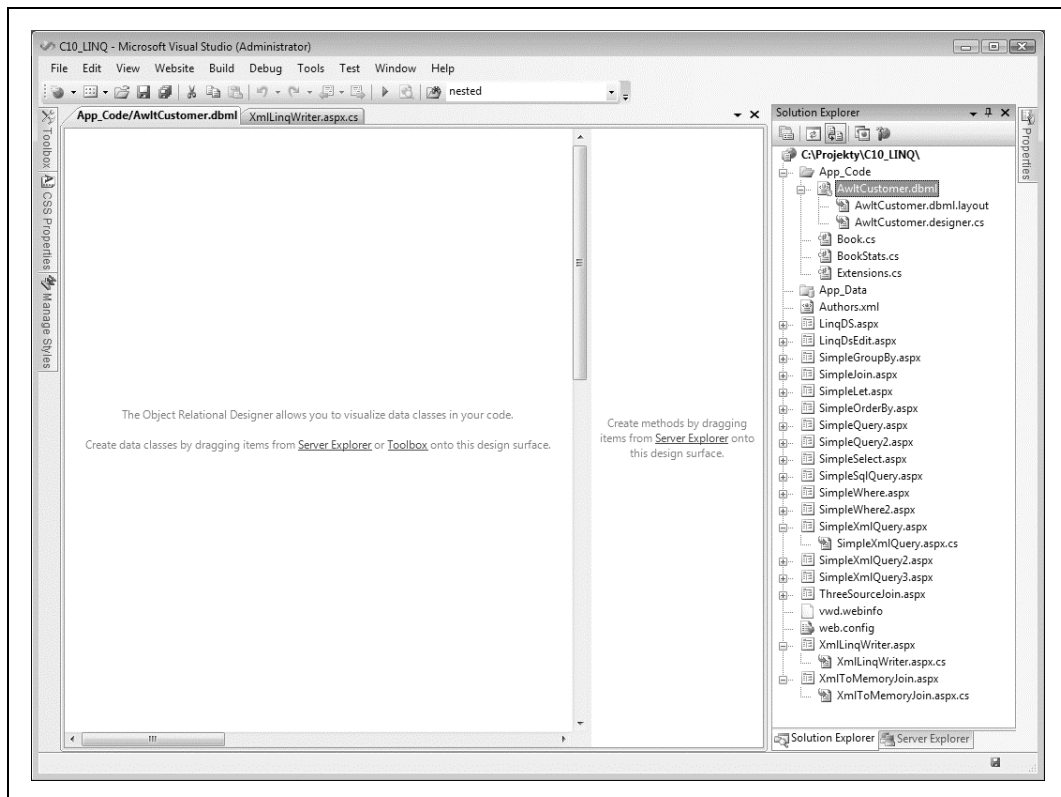 C10_LINQ - Microsoft Visual Studio (Administrator)
File Edit View Website Build Debug Tools Test Window Help
nested
App_Code/AwltCustomer.dbml XmlLinqWriter.aspx.cs
Toolbox
CSS Properties
Manage Styles
The Object Relational Designer allows you to visualize data classes in your code.
Create data classes by dragging items from Server Explorer or Toolbox onto this design surface.
Create methods by dragging
items from Server Explorer onto
this design surface.
Solution Explorer
C:\Projekty\C10_LINQ\
App_Code
AwltCustomer.dbml
AwltCustomer.dbml.layout
AwltCustomer.designer.cs
Book.cs
BookStats.cs
Extensions.cs
App_Data
Authors.xml
LinqDS.aspx
LinqDsEdit.aspx
SimpleGroupBy.aspx
SimpleJoin.aspx
SimpleLet.aspx
SimpleOrderBy.aspx
SimpleQuery.aspx
SimpleQuery2.aspx
SimpleSelect.aspx
SimpleSqlQuery.aspx
SimpleWhere.aspx
SimpleWhere2.aspx
SimpleXmlQuery.aspx
SimpleXmlQuery.aspx.cs
SimpleXmlQuery2.aspx
SimpleXmlQuery3.aspx
ThreeSourceJoin.aspx
vwd.webinfo
web.config
XmlLinqWriter.aspx
XmlLinqWriter.aspx.cs
XmlToMemoryJoin.aspx
XmlToMemoryJoin.aspx.cs
Solution Explorer Server Explorer
Properties